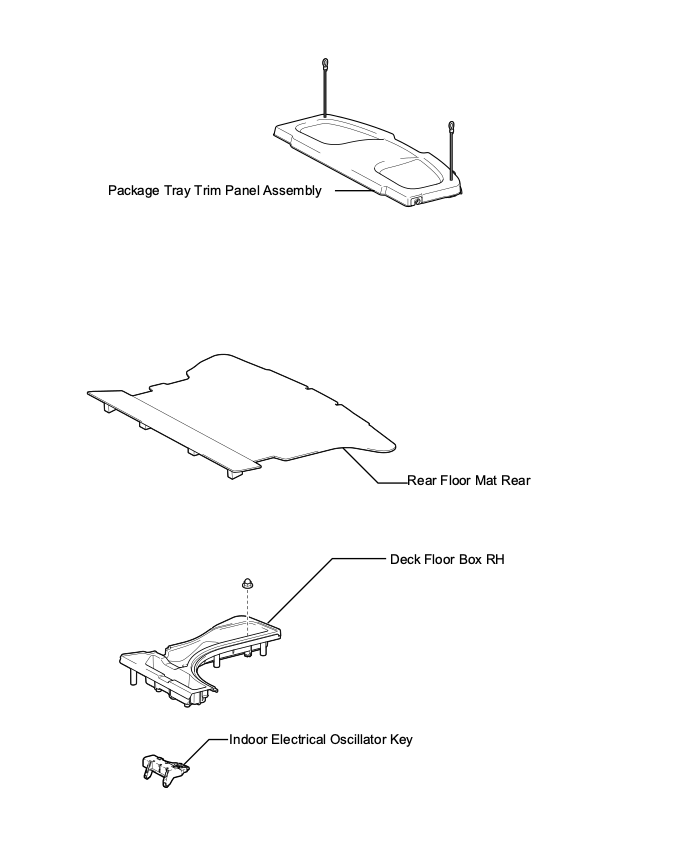 Package Tray Trim Panel Assembly
Rear Floor Mat Rear
Deck Floor Box RH
Indoor Electrical Oscillator Key